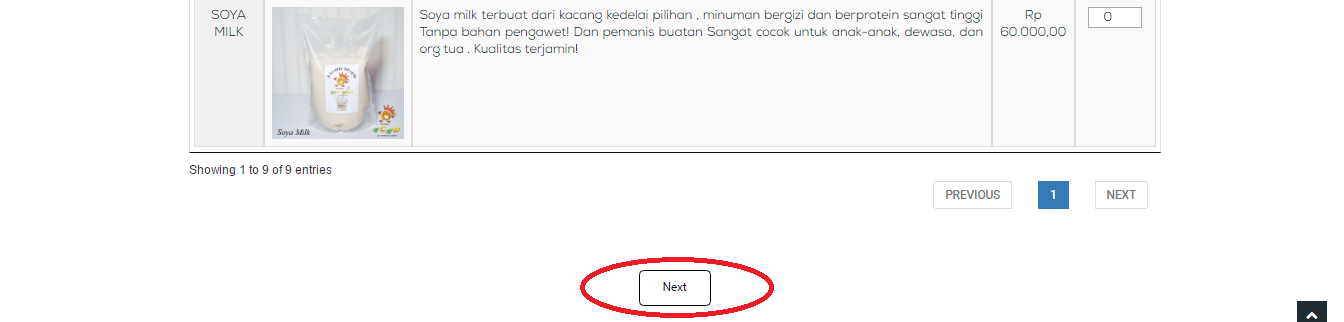 SOYA
MILK
Soya milk terbuat dari kacang kedelai pilihan , minuman bergizi dan berprotein sangat tinggi
Tanpa bahan pengawet! Dan pemanis buatan Sangat cocok untuk anak-anak, dewasa, dan
org tua . Kualitas terjamin!
Rp
60.000,00
0
Soya Milk
Showing 1 to 9 of 9 entries
PREVIOUS
1
NEXT
Next